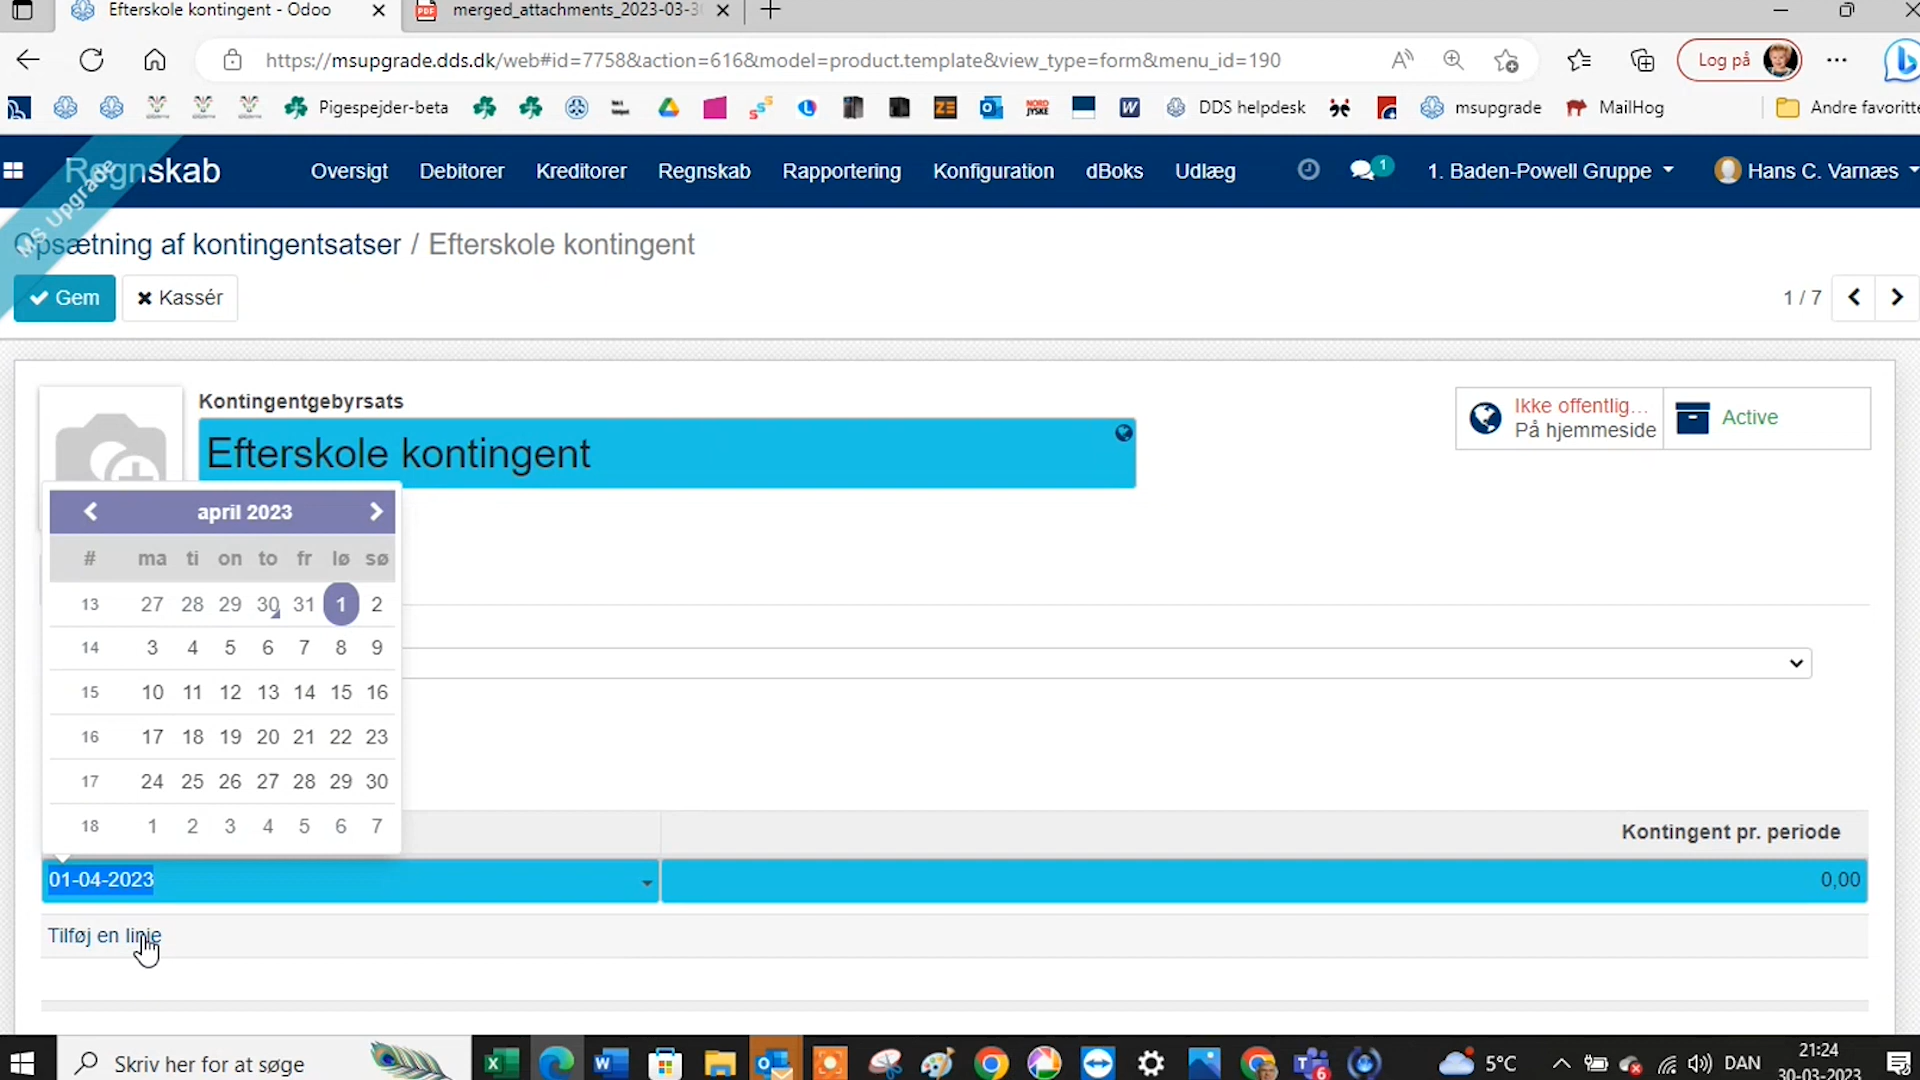 Efterskole kontingent - Odoo
merged_attachments_2023-03-3
https://msupgrade.dds.dk/web#id=7758&action=616&model=product.template&view_type=form&menu_id=190
Log på
Pigespejder-beta
DDS helpdesk
msupgrade
MailHog
Andre favoritte
Regnskab Oversigt Debitorer Kreditorer Regnskab Rapportering Konfiguration dBoks Udlæg 1 1. Baden-Powell Gruppe Hans C. Varnæs
MS Upgrade
Opsætning af kontingentsatser / Efterskole kontingent
Gem Kassér 1 / 7
Kontingentgebyrsats
Efterskole kontingent
Ikke offentlig...
På hjemmeside
Active
april 2023
# ma ti on to fr lø sø
13 27 28 29 30 31 1 2
14 3 4 5 6 7 8 9
15 10 11 12 13 14 15 16
16 17 18 19 20 21 22 23
17 24 25 26 27 28 29 30
18 1 2 3 4 5 6 7
Kontingent pr. periode
01-04-2023 0,00
Tilføj en linje
Skriv her for at søge
5°C
DAN
21:24
30-03-2023